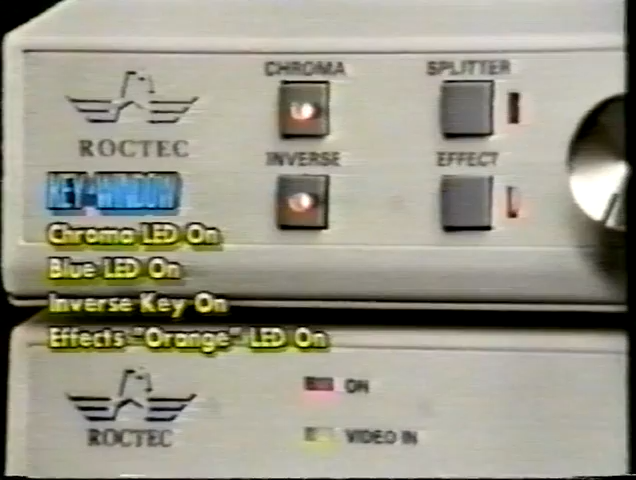 CHROMA SPLITTER
ROCTEC
INVERSE EFFECT
KEY-WINDOW
Chroma LED On
Blue LED On
Inverse Key On
Effects "Orange" LED On
ROCTEC
ON
VIDEO IN